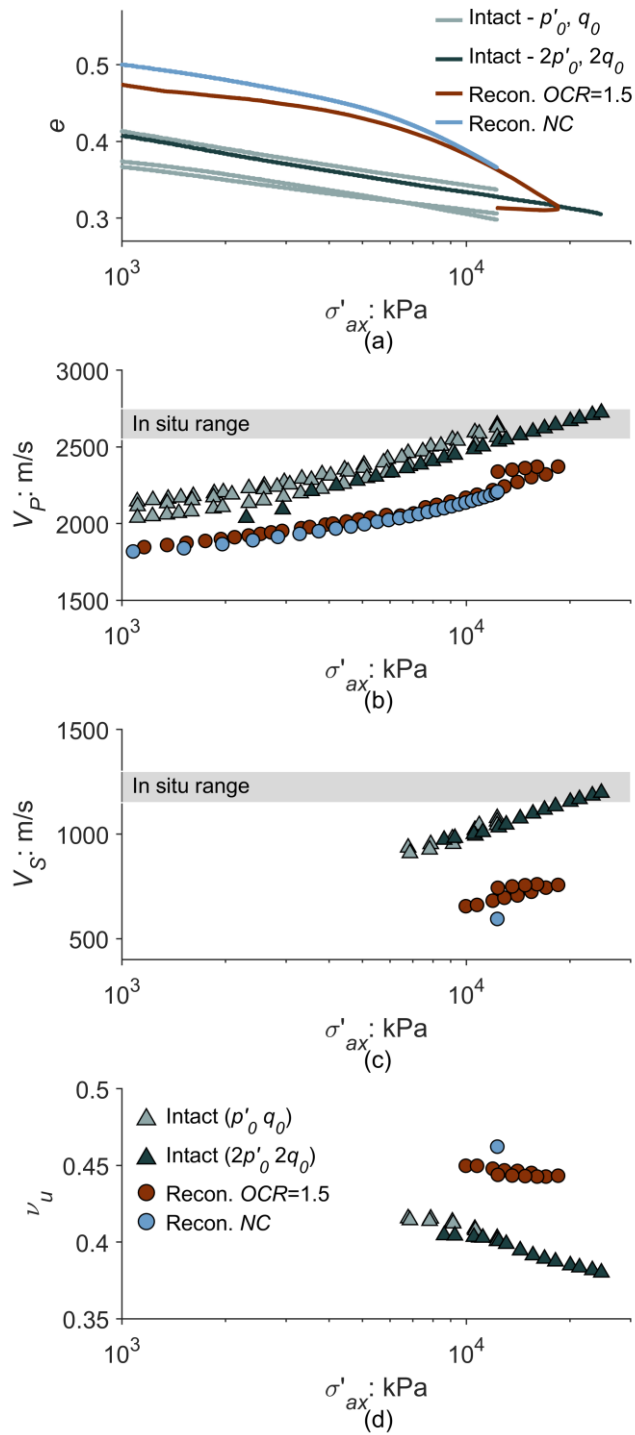 Intact - p'0, q0
Intact - 2p'0, 2q0
Recon. OCR=1.5
Recon. NC
0.5
0.4
0.3
e
10^3
10^4
σ'ax: kPa
(a)
3000
2500
2000
1500
VP: m/s
In situ range
10^3
10^4
σ'ax: kPa
(b)
1500
1000
500
VS: m/s
In situ range
10^3
10^4
σ'ax: kPa
(c)
0.5
0.45
0.4
0.35
νu
Intact (p'0 q0)
Intact (2p'0 2q0)
Recon. OCR=1.5
Recon. NC
10^3
10^4
σ'ax: kPa
(d)